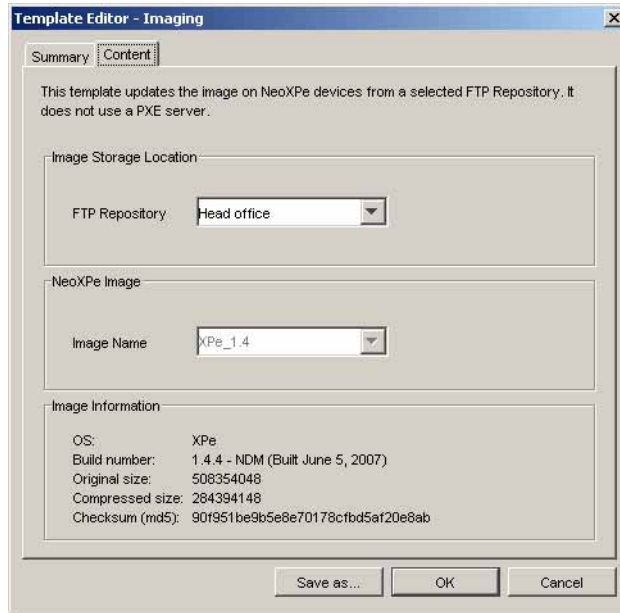 Template Editor - Imaging
Summary
Content
This template updates the image on NeoXPe devices from a selected FTP Repository. It
does not use a PXE server.
Image Storage Location
FTP Repository
Head office
NeoXPe Image
Image Name
XPe_1.4
Image Information
OS: XPe
Build number: 1.4.4 - NDM (Built June 5, 2007)
Original size: 508354048
Compressed size: 284394148
Checksum (md5): 90f951be9b5e8e70178cfbd5af20e8ab
Save as...
OK
Cancel